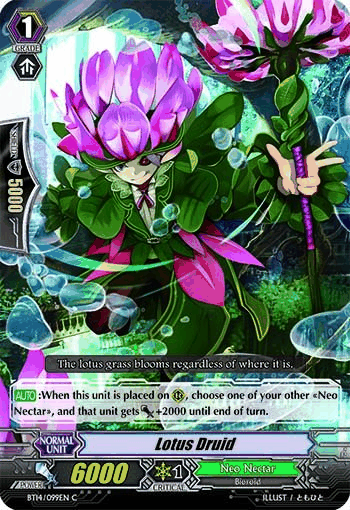 1
GRADE
SHIELD
5000
The lotus grass blooms regardless of where it is.
AUTO:When this unit is placed on RC, choose one of your other «Neo
Nectar», and that unit gets +2000 until end of turn.
NORMAL
UNIT
Lotus Druid
POWER
6000
1
CRITICAL
Neo Nectar
Bioroid
BT14/099EN C
ILLUST / ともひと